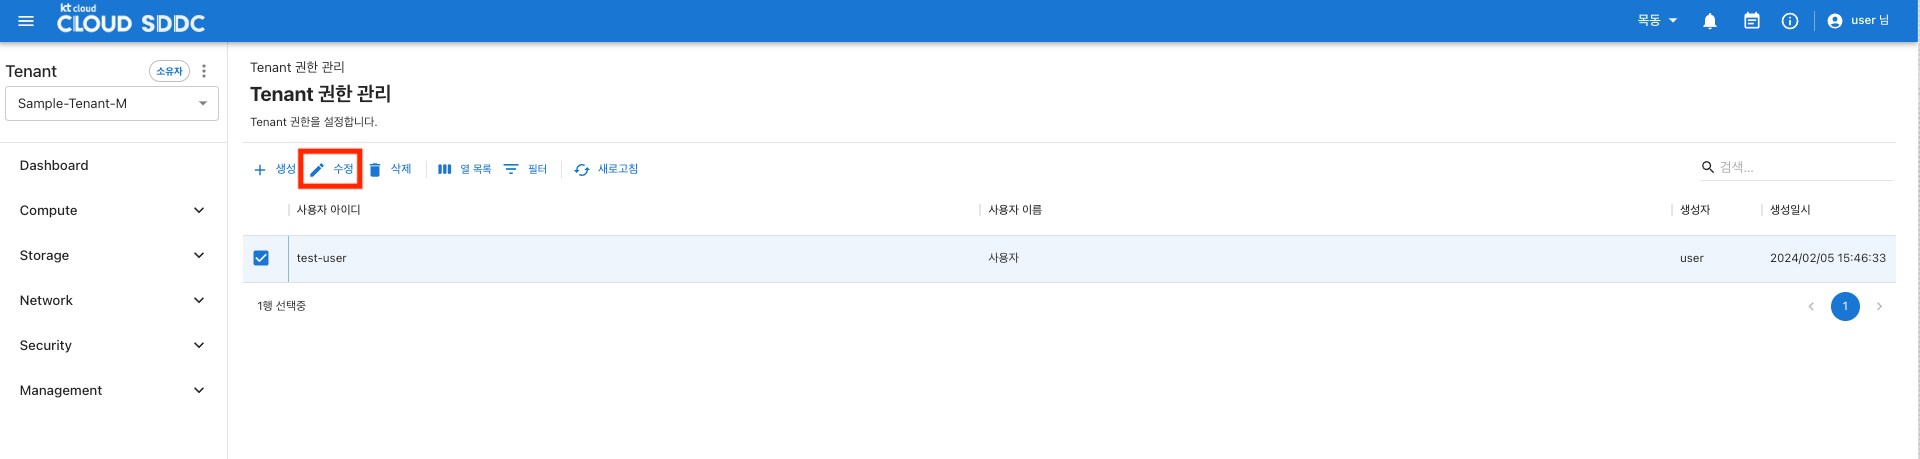 kt cloud
CLOUD SDDC
목동
user 님
Tenant
소유자
Sample-Tenant-M
Dashboard
Compute
Storage
Network
Security
Management
Tenant 권한 관리
Tenant 권한 관리
Tenant 권한을 설정합니다.
생성 수정 삭제 열 목록 필터 새로고침
검색...
사용자 아이디 사용자 이름 생성자 생성일시
test-user 사용자 user 2024/02/05 15:46:33
1행 선택중
1